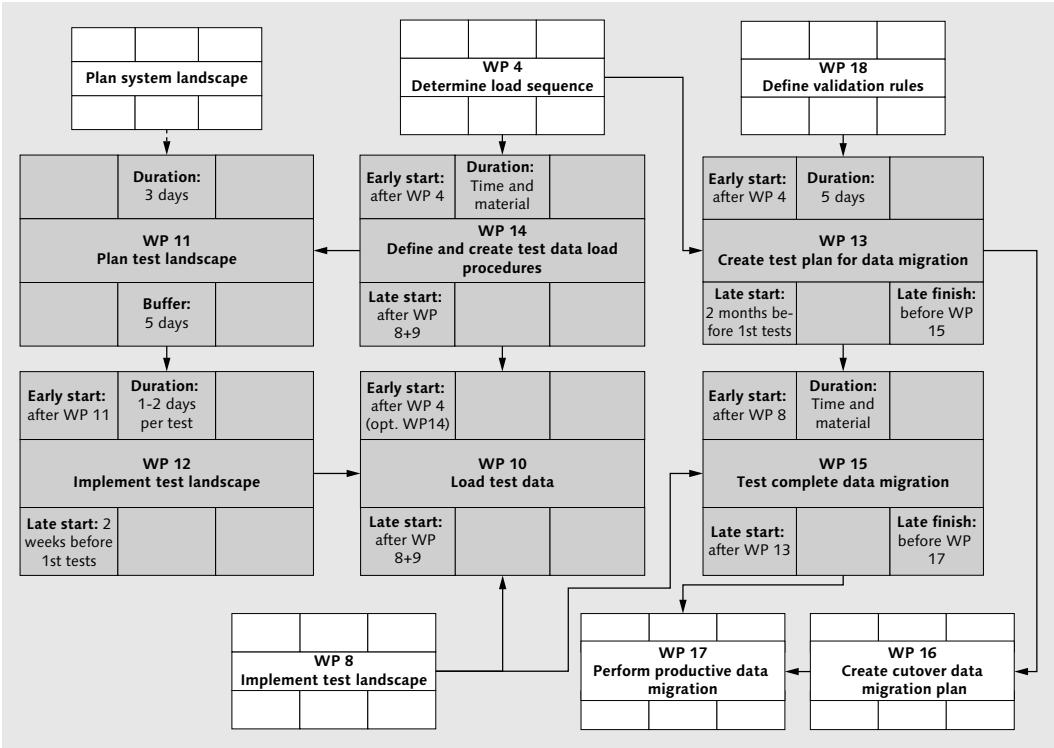 Plan system landscape
WP 4
Determine load sequence
WP 18
Define validation rules
Duration:
3 days
WP 11
Plan test landscape
Buffer:
5 days
Early start:
after WP 4
Duration:
Time and
material
WP 14
Define and create test data load
procedures
Late start:
after WP
8+9
Early start:
after WP 4
Duration:
5 days
WP 13
Create test plan for data migration
Late start:
2 months be-
fore 1st tests
Late finish:
before WP
15
Early start:
after WP 11
Duration:
1-2 days
per test
WP 12
Implement test landscape
Late start: 2
weeks before
1st tests
Early start:
after WP 4
(opt. WP14)
WP 10
Load test data
Late start:
after WP
8+9
Early start:
after WP 8
Duration:
Time and
material
WP 15
Test complete data migration
Late start:
after WP 13
Late finish:
before WP
17
WP 8
Implement test landscape
WP 17
Perform productive data
migration
WP 16
Create cutover data
migration plan